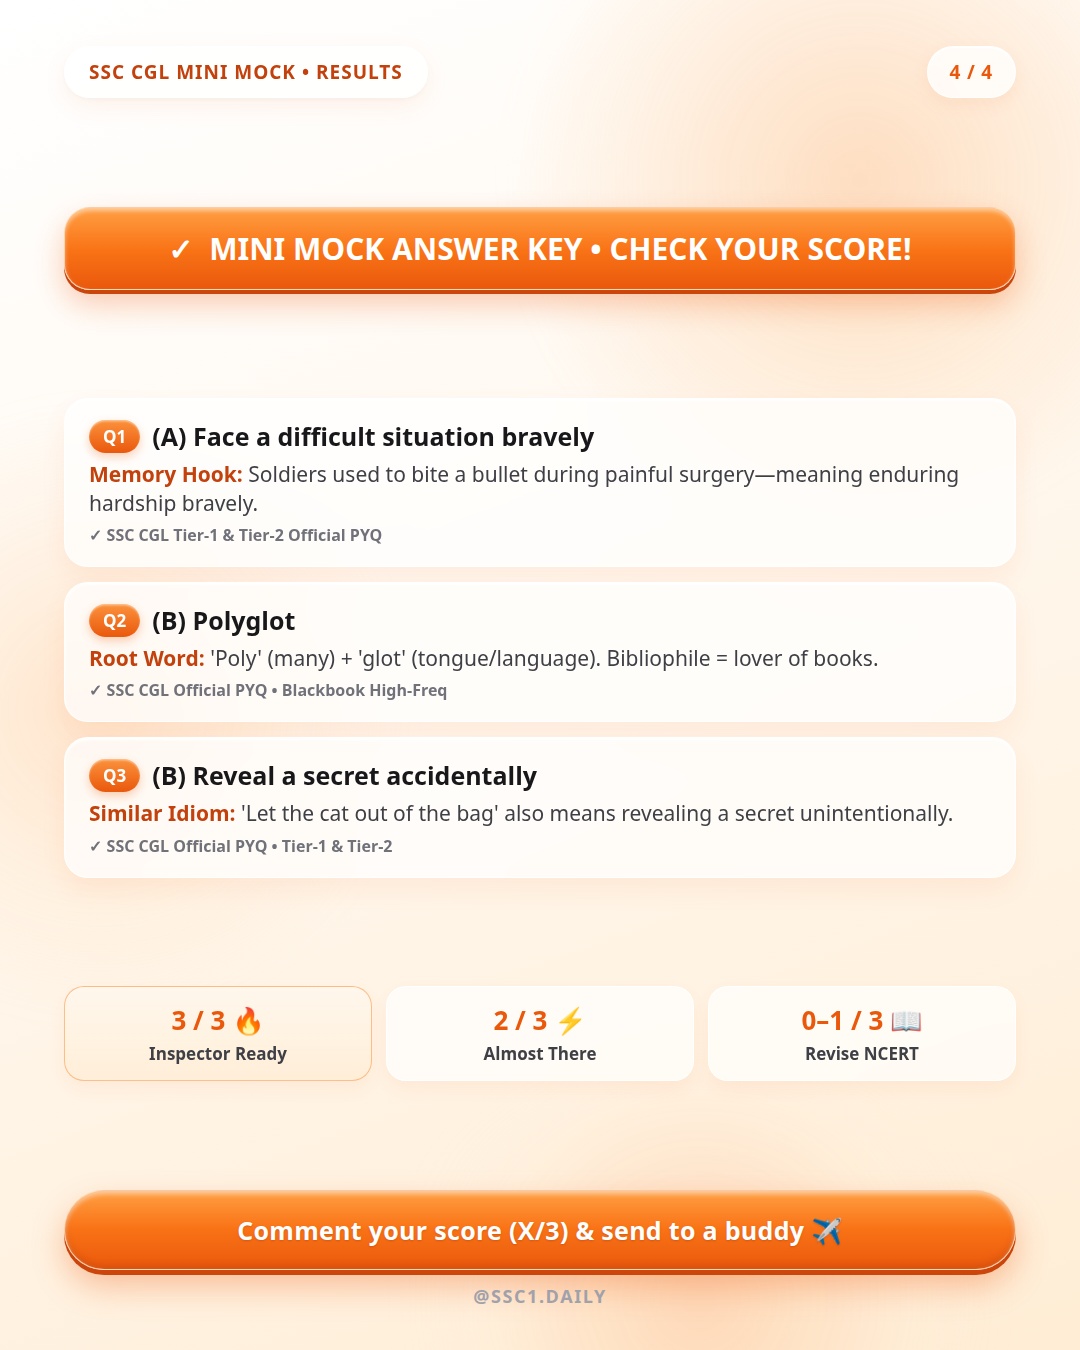 SSC CGL MINI MOCK • RESULTS
4 / 4
✓ MINI MOCK ANSWER KEY • CHECK YOUR SCORE!
Q1 (A) Face a difficult situation bravely
Memory Hook: Soldiers used to bite a bullet during painful surgery—meaning enduring
hardship bravely.
✓ SSC CGL Tier-1 & Tier-2 Official PYQ
Q2 (B) Polyglot
Root Word: 'Poly' (many) + 'glot' (tongue/language). Bibliophile = lover of books.
✓ SSC CGL Official PYQ • Blackbook High-Freq
Q3 (B) Reveal a secret accidentally
Similar Idiom: 'Let the cat out of the bag' also means revealing a secret unintentionally.
✓ SSC CGL Official PYQ • Tier-1 & Tier-2
3 / 3 🔥
Inspector Ready
2 / 3 ⚡
Almost There
0–1 / 3 📖
Revise NCERT
Comment your score (X/3) & send to a buddy ✈️
@SSC1.DAILY